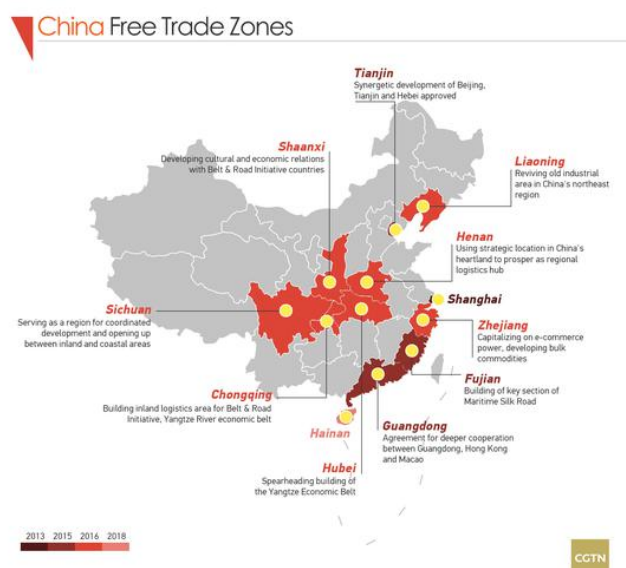 China Free Trade Zones
Tianjin
Synergetic development of Beijing,
Tianjin and Hebei approved
Shaanxi
Developing cultural and economic relations
with Belt & Road Initiative countries
Liaoning
Reviving old industrial
area in China's northeast
region
Henan
Using strategic location in China's
heartland to prosper as regional
logistics hub
Shanghai
Sichuan
Serving as a region for coordinated
development and opening up
between inland and coastal areas
Zhejiang
Capitalizing on e-commerce
power, developing bulk
commodities
Fujian
Building of key section of
Maritime Silk Road
Chongqing
Building inland logistics area for Belt & Road
Initiative, Yangtze River economic belt
Hainan
Guangdong
Agreement for deeper cooperation
between Guangdong, Hong Kong
and Macao
Hubei
Spearheading building of
the Yangtze Economic Belt
2013 2015 2016 2018
CGTN